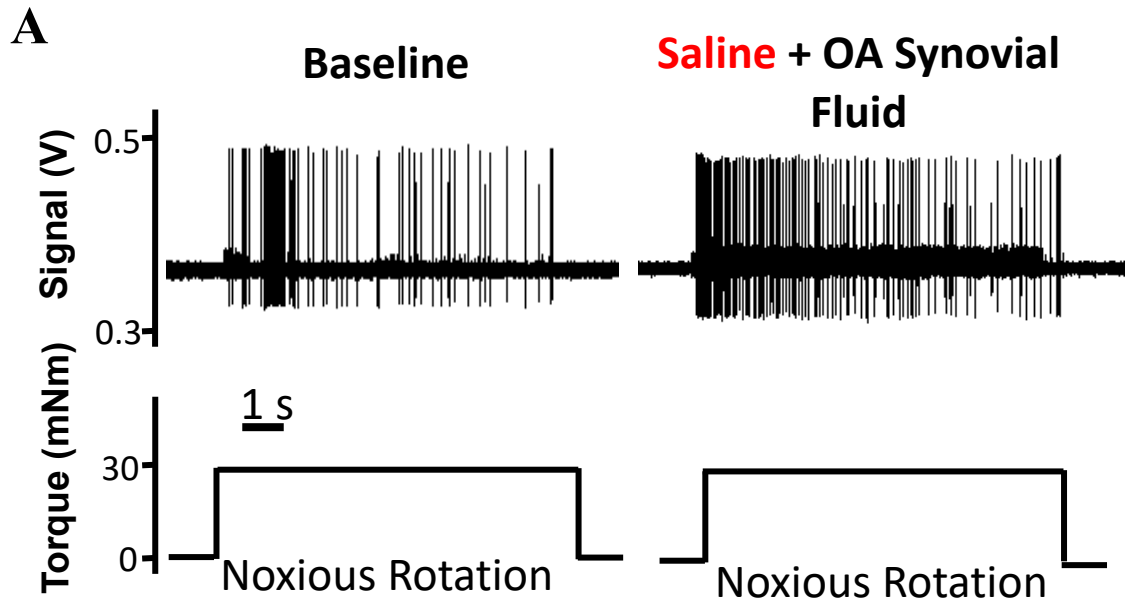 A
Baseline
Saline + OA Synovial
Fluid
Signal (V)
0.5
0.3
1 s
Torque (mNm)
30
0
Noxious Rotation
Noxious Rotation